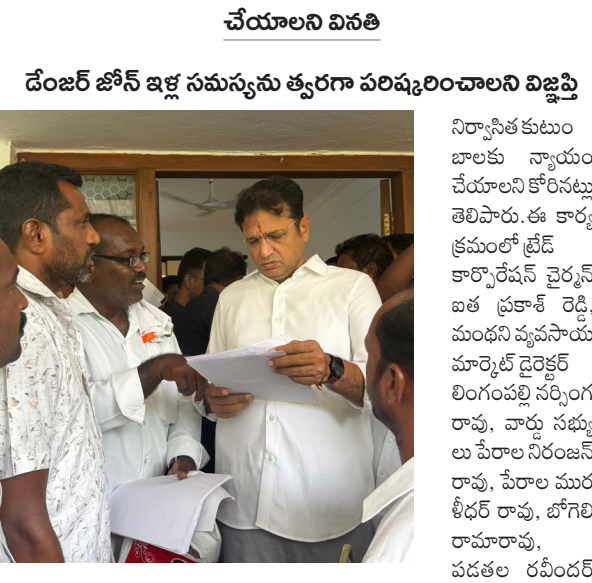 చేయాలని వినతి
డేంజర్ జోన్ ఇళ్ల సమస్యను త్వరగా పరిష్కరించాలని విజ్ఞప్తి
నిర్వాసిత కుటుం
బాలకు న్యాయం
చేయాలని కోరినట్లు
తెలిపారు. ఈ కార్య
క్రమంలో ట్రేడ్
కార్పొరేషన్ చైర్మన్
ఐత ప్రకాశ్ రెడ్డి,
మంథని వ్యవసాయ
మార్కెట్ డైరెక్టర్
లింగంపల్లి నర్సింగ
రావు, వార్డు సభ్యు
లు పేరాల నిరంజన్
రావు, పేరాల ముర
ళీధర్ రావు, బోగెలి
రామారావు,
పడతల రవీందర్